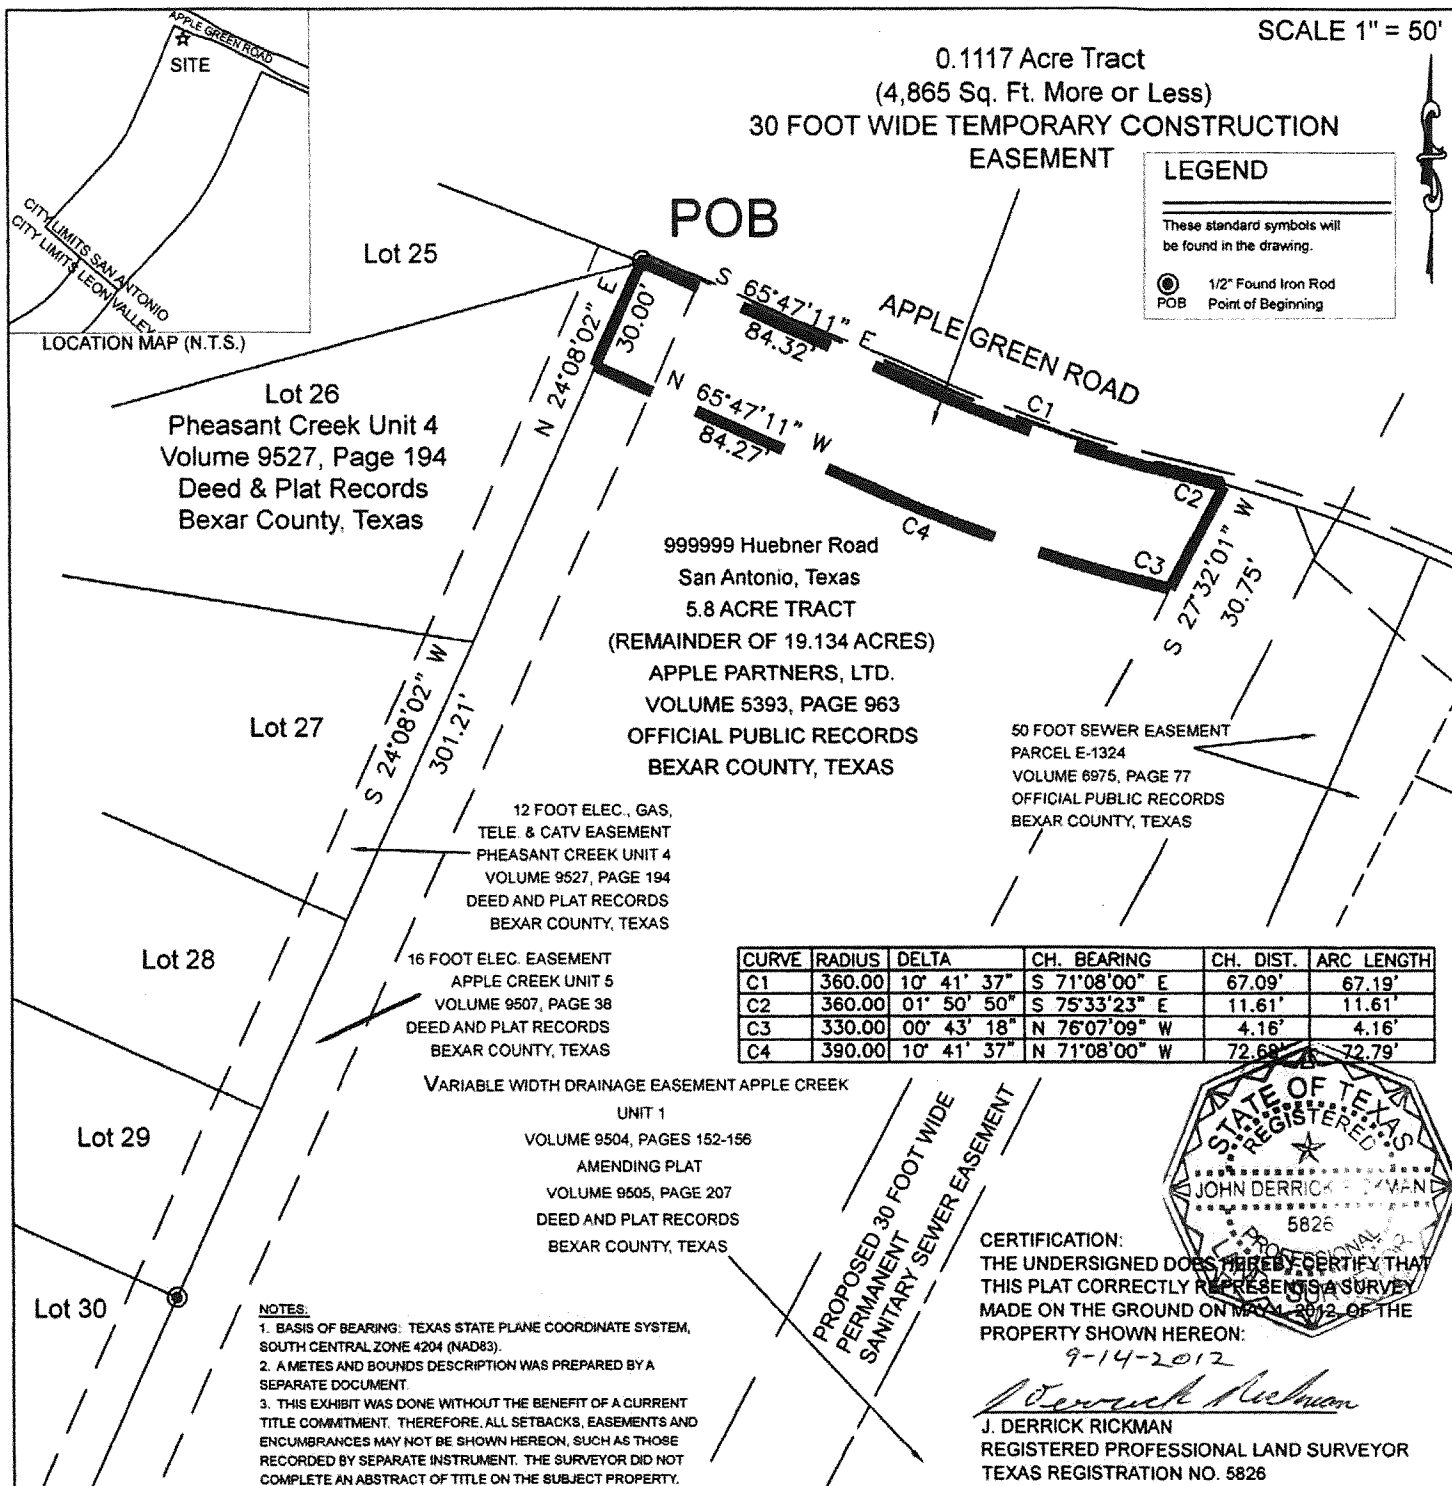 APPLE GREEN ROAD
SITE
CITY LIMITS SAN ANTONIO
CITY LIMITS LEON VALLEY
LOCATION MAP (N.T.S.)
SCALE 1" = 50'
0.1117 Acre Tract
(4,865 Sq. Ft. More or Less)
30 FOOT WIDE TEMPORARY CONSTRUCTION
EASEMENT
LEGEND
These standard symbols will
be found in the drawing.
1/2" Found Iron Rod
POB Point of Beginning
POB
Lot 25
S 65°47'11" E
84.32'
APPLE GREEN ROAD
C1
C2
N 24°08'02" E
30.00'
N 65°47'11" W
84.27'
C4
C3
S 27°32'01" W
30.75'
Lot 26
Pheasant Creek Unit 4
Volume 9527, Page 194
Deed & Plat Records
Bexar County, Texas
999999 Huebner Road
San Antonio, Texas
5.8 ACRE TRACT
(REMAINDER OF 19.134 ACRES)
APPLE PARTNERS, LTD.
VOLUME 5393, PAGE 963
OFFICIAL PUBLIC RECORDS
BEXAR COUNTY, TEXAS
Lot 27
S 24°08'02" W
301.21'
50 FOOT SEWER EASEMENT
PARCEL E-1324
VOLUME 6975, PAGE 77
OFFICIAL PUBLIC RECORDS
BEXAR COUNTY, TEXAS
12 FOOT ELEC., GAS,
TELE. & CATV EASEMENT
PHEASANT CREEK UNIT 4
VOLUME 9527, PAGE 194
DEED AND PLAT RECORDS
BEXAR COUNTY, TEXAS
Lot 28
16 FOOT ELEC. EASEMENT
APPLE CREEK UNIT 5
VOLUME 9507, PAGE 38
DEED AND PLAT RECORDS
BEXAR COUNTY, TEXAS
CURVE RADIUS DELTA CH. BEARING CH. DIST. ARC LENGTH
C1 360.00 10° 41' 37" S 71°08'00" E 67.09' 67.19'
C2 360.00 01° 50' 50" S 75°33'23" E 11.61' 11.61'
C3 330.00 00° 43' 18" N 76°07'09" W 4.16' 4.16'
C4 390.00 10° 41' 37" N 71°08'00" W 72.68' 72.79'
VARIABLE WIDTH DRAINAGE EASEMENT APPLE CREEK
UNIT 1
VOLUME 9504, PAGES 152-156
AMENDING PLAT
VOLUME 9505, PAGE 207
DEED AND PLAT RECORDS
BEXAR COUNTY, TEXAS
Lot 29
Lot 30
PROPOSED 30 FOOT WIDE
PERMANENT
SANITARY SEWER EASEMENT
STATE OF TEXAS
REGISTERED
JOHN DERRICK RICKMAN
5826
PROFESSIONAL
LAND SURVEYOR
NOTES:
1. BASIS OF BEARING: TEXAS STATE PLANE COORDINATE SYSTEM,
SOUTH CENTRAL ZONE 4204 (NAD83).
2. A METES AND BOUNDS DESCRIPTION WAS PREPARED BY A
SEPARATE DOCUMENT.
3. THIS EXHIBIT WAS DONE WITHOUT THE BENEFIT OF A CURRENT
TITLE COMMITMENT. THEREFORE, ALL SETBACKS, EASEMENTS AND
ENCUMBRANCES MAY NOT BE SHOWN HEREON, SUCH AS THOSE
RECORDED BY SEPARATE INSTRUMENT. THE SURVEYOR DID NOT
COMPLETE AN ABSTRACT OF TITLE ON THE SUBJECT PROPERTY.
CERTIFICATION:
THE UNDERSIGNED DOES HEREBY CERTIFY THAT
THIS PLAT CORRECTLY REPRESENTS A SURVEY
MADE ON THE GROUND ON MAY 1, 2012, OF THE
PROPERTY SHOWN HEREON:
9-14-2012
J Derrick Rickman
J. DERRICK RICKMAN
REGISTERED PROFESSIONAL LAND SURVEYOR
TEXAS REGISTRATION NO. 5826